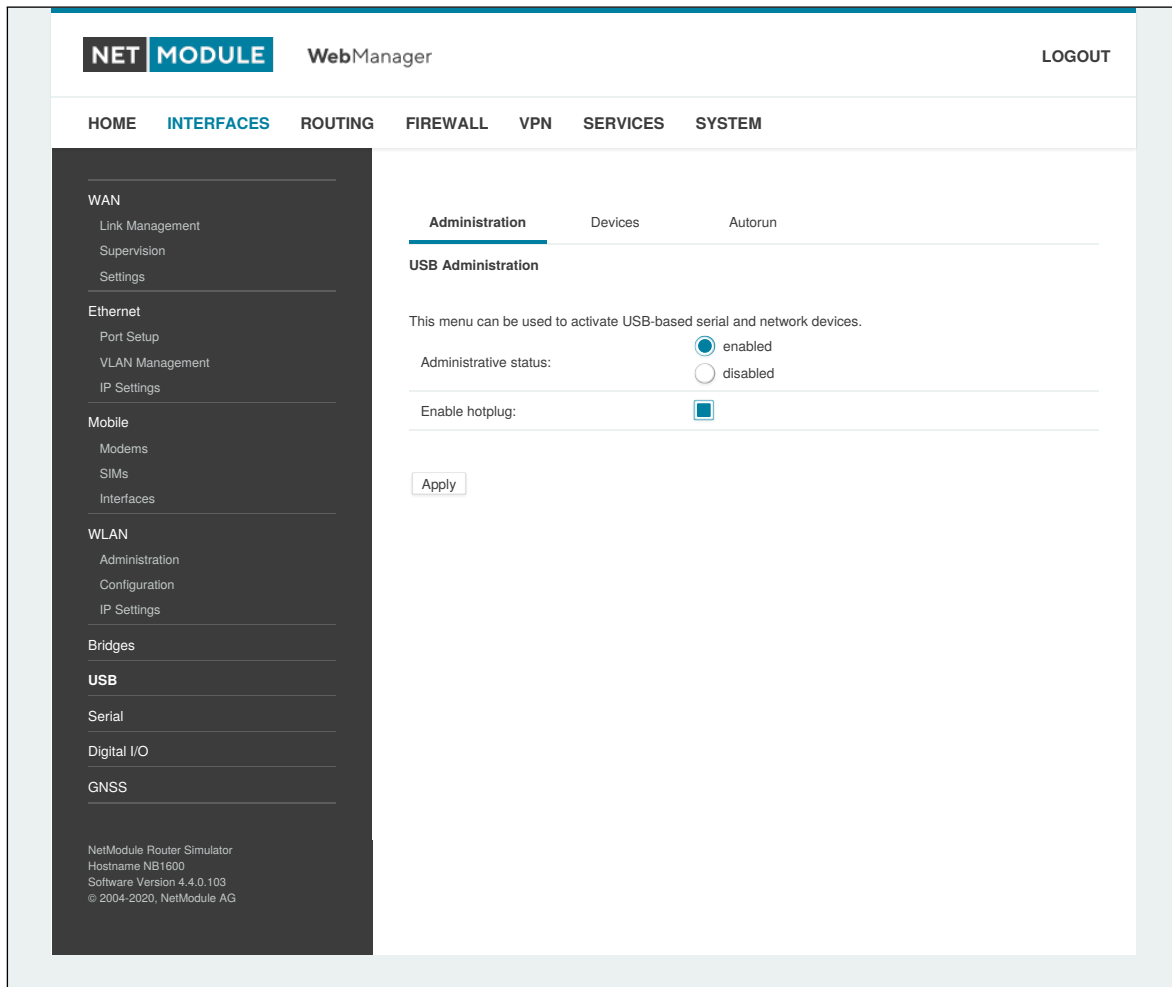 NET MODULE WebManager LOGOUT
HOME INTERFACES ROUTING FIREWALL VPN SERVICES SYSTEM
WAN
Link Management
Supervision
Settings
Ethernet
Port Setup
VLAN Management
IP Settings
Mobile
Modems
SIMs
Interfaces
WLAN
Administration
Configuration
IP Settings
Bridges
USB
Serial
Digital I/O
GNSS
NetModule Router Simulator
Hostname NB1600
Software Version 4.4.0.103
© 2004-2020, NetModule AG
Administration Devices Autorun
USB Administration
This menu can be used to activate USB-based serial and network devices.
Administrative status: enabled
disabled
Enable hotplug:
Apply